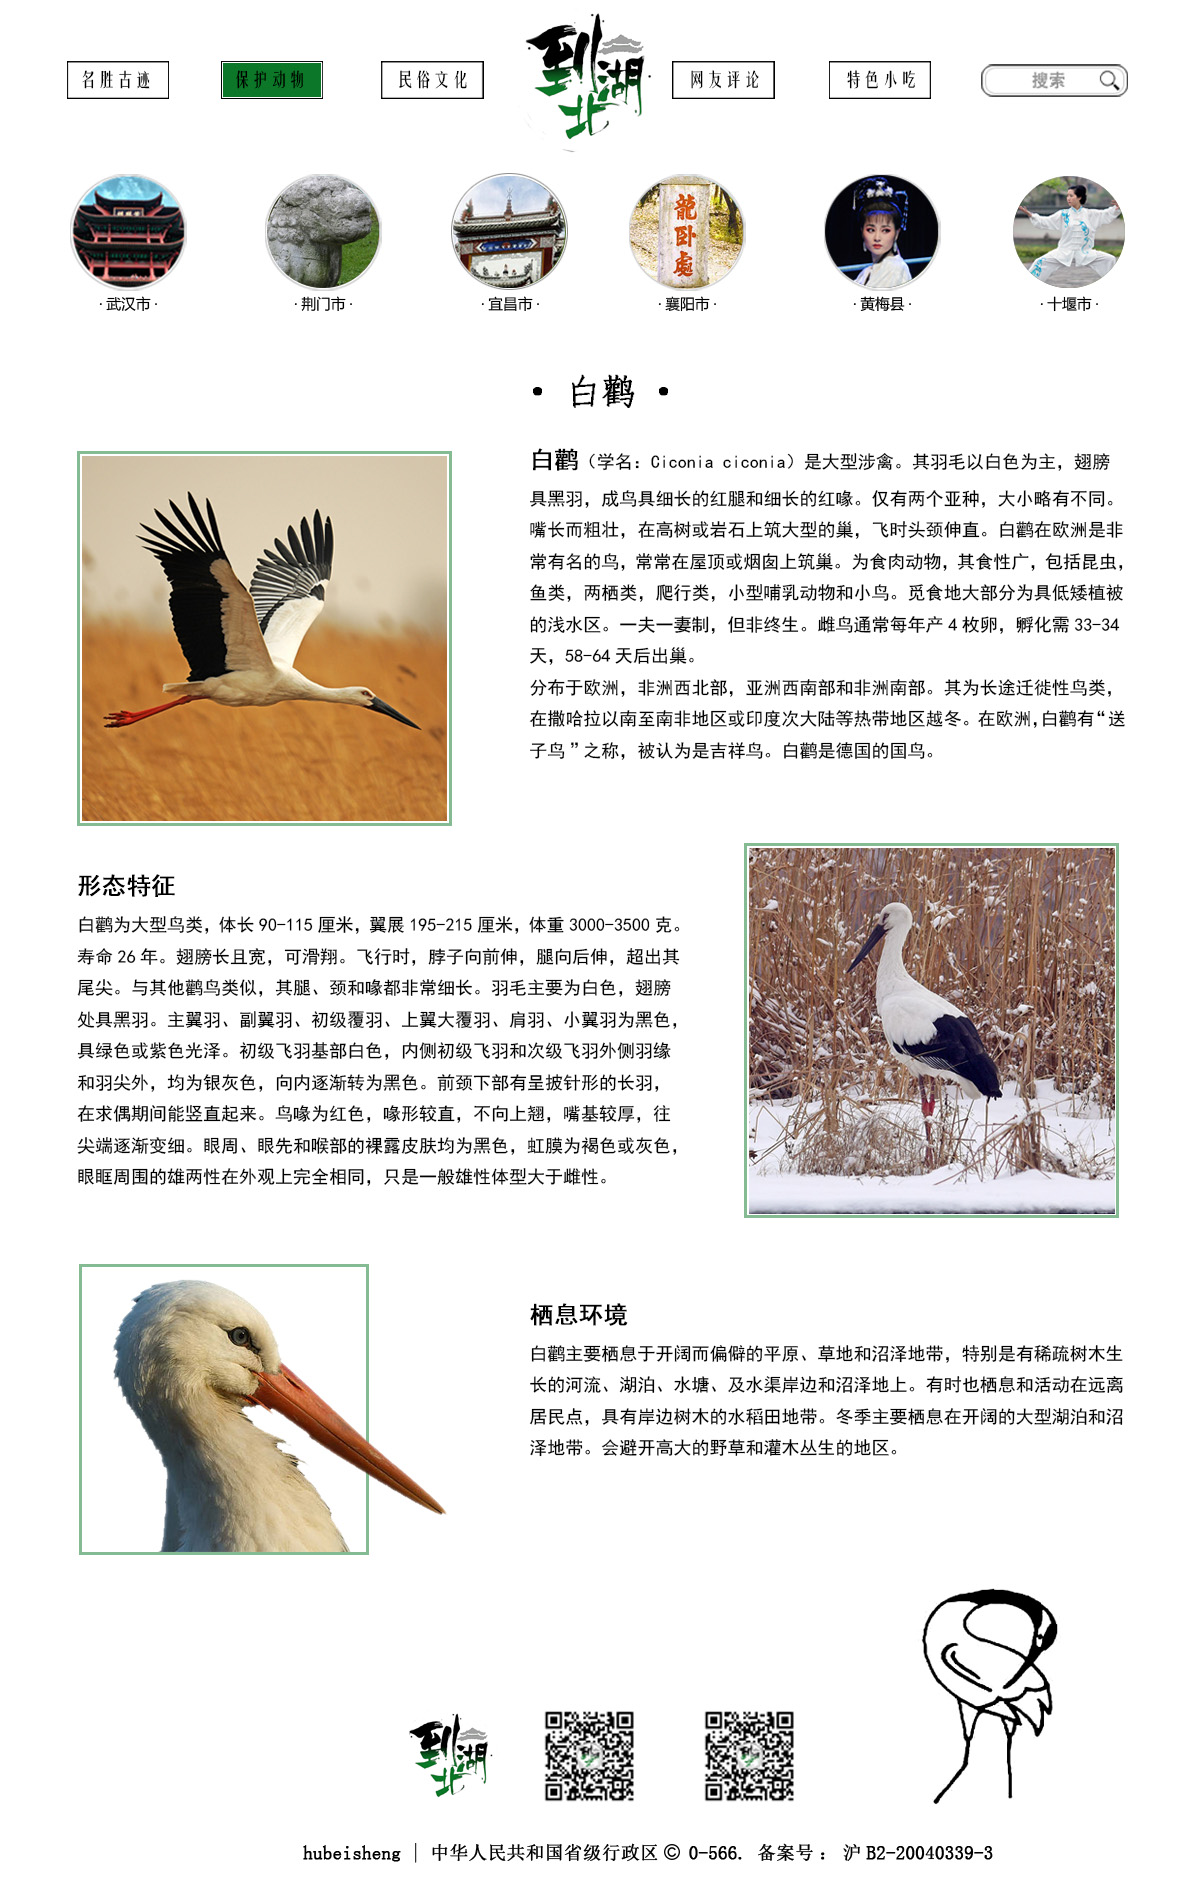 名胜古迹
保护动物
民俗文化
到湖北
网友评论
特色小吃
搜索
龍卧處
·武汉市·
·荆门市·
·宜昌市·
·襄阳市·
·黄梅县·
·十堰市·
• 白鹳 •
白鹳（学名：Ciconia ciconia）是大型涉禽。其羽毛以白色为主，翅膀
具黑羽，成鸟具细长的红腿和细长的红喙。仅有两个亚种，大小略有不同。
嘴长而粗壮，在高树或岩石上筑大型的巢，飞时头颈伸直。白鹳在欧洲是非
常有名的鸟，常常在屋顶或烟囱上筑巢。为食肉动物，其食性广，包括昆虫，
鱼类，两栖类，爬行类，小型哺乳动物和小鸟。觅食地大部分为具低矮植被
的浅水区。一夫一妻制，但非终生。雌鸟通常每年产 4 枚卵，孵化需 33-34
天，58-64 天后出巢。
分布于欧洲，非洲西北部，亚洲西南部和非洲南部。其为长途迁徙性鸟类，
在撒哈拉以南至南非地区或印度次大陆等热带地区越冬。在欧洲，白鹳有“送
子鸟”之称，被认为是吉祥鸟。白鹳是德国的国鸟。
形态特征
白鹳为大型鸟类，体长 90-115 厘米，翼展 195-215 厘米，体重 3000-3500 克。
寿命 26 年。翅膀长且宽，可滑翔。飞行时，脖子向前伸，腿向后伸，超出其
尾尖。与其他鹳鸟类似，其腿、颈和喙都非常细长。羽毛主要为白色，翅膀
处具黑羽。主翼羽、副翼羽、初级覆羽、上翼大覆羽、肩羽、小翼羽为黑色，
具绿色或紫色光泽。初级飞羽基部白色，内侧初级飞羽和次级飞羽外侧羽缘
和羽尖外，均为银灰色，向内逐渐转为黑色。前颈下部有呈披针形的长羽，
在求偶期间能竖直起来。鸟喙为红色，喙形较直，不向上翘，嘴基较厚，往
尖端逐渐变细。眼周、眼先和喉部的裸露皮肤均为黑色，虹膜为褐色或灰色，
眼眶周围的雄两性在外观上完全相同，只是一般雄性体型大于雌性。
栖息环境
白鹳主要栖息于开阔而偏僻的平原、草地和沼泽地带，特别是有稀疏树木生
长的河流、湖泊、水塘、及水渠岸边和沼泽地上。有时也栖息和活动在远离
居民点，具有岸边树木的水稻田地带。冬季主要栖息在开阔的大型湖泊和沼
泽地带。会避开高大的野草和灌木丛生的地区。
到湖北
hubeisheng | 中华人民共和国省级行政区© 0-566. 备案号： 沪 B2-20040339-3